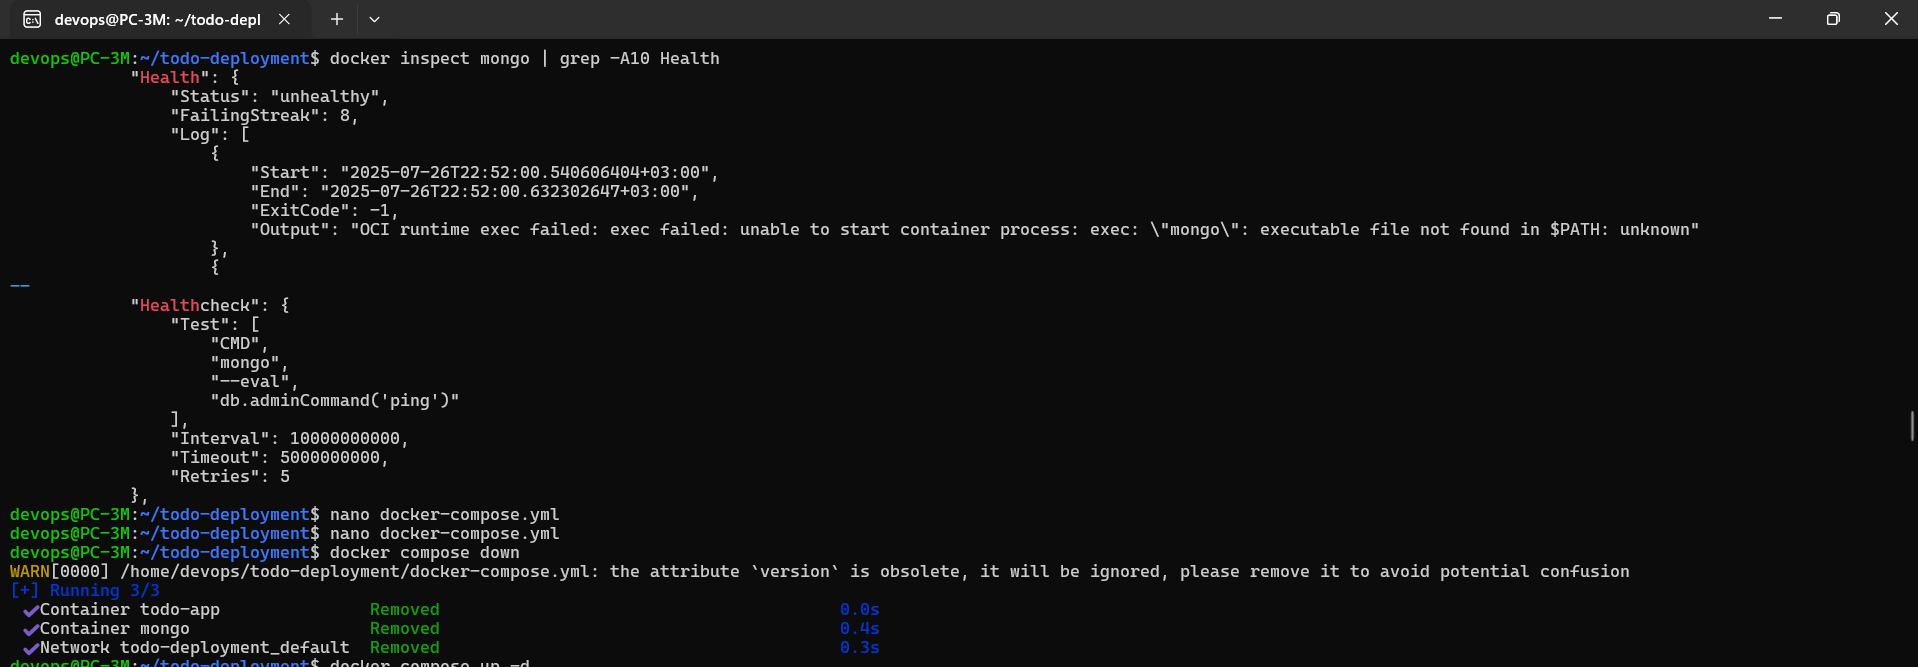 devops@PC-3M: ~/todo-depl
devops@PC-3M:~/todo-deployment$ docker inspect mongo | grep -A10 Health
"Health": {
"Status": "unhealthy",
"FailingStreak": 8,
"Log": [
{
"Start": "2025-07-26T22:52:00.540606404+03:00",
"End": "2025-07-26T22:52:00.632302647+03:00",
"ExitCode": -1,
"Output": "OCI runtime exec failed: exec failed: unable to start container process: exec: \"mongo\": executable file not found in $PATH: unknown"
},
{
--
"Healthcheck": {
"Test": [
"CMD",
"mongo",
"--eval",
"db.adminCommand('ping')"
],
"Interval": 10000000000,
"Timeout": 5000000000,
"Retries": 5
},
devops@PC-3M:~/todo-deployment$ nano docker-compose.yml
devops@PC-3M:~/todo-deployment$ nano docker-compose.yml
devops@PC-3M:~/todo-deployment$ docker compose down
WARN[0000] /home/devops/todo-deployment/docker-compose.yml: the attribute `version` is obsolete, it will be ignored, please remove it to avoid potential confusion
[+] Running 3/3
✔Container todo-app Removed 0.0s
✔Container mongo Removed 0.4s
✔Network todo-deployment_default Removed 0.3s
devops@PC-3M:~/todo-deployment$ docker compose up -d